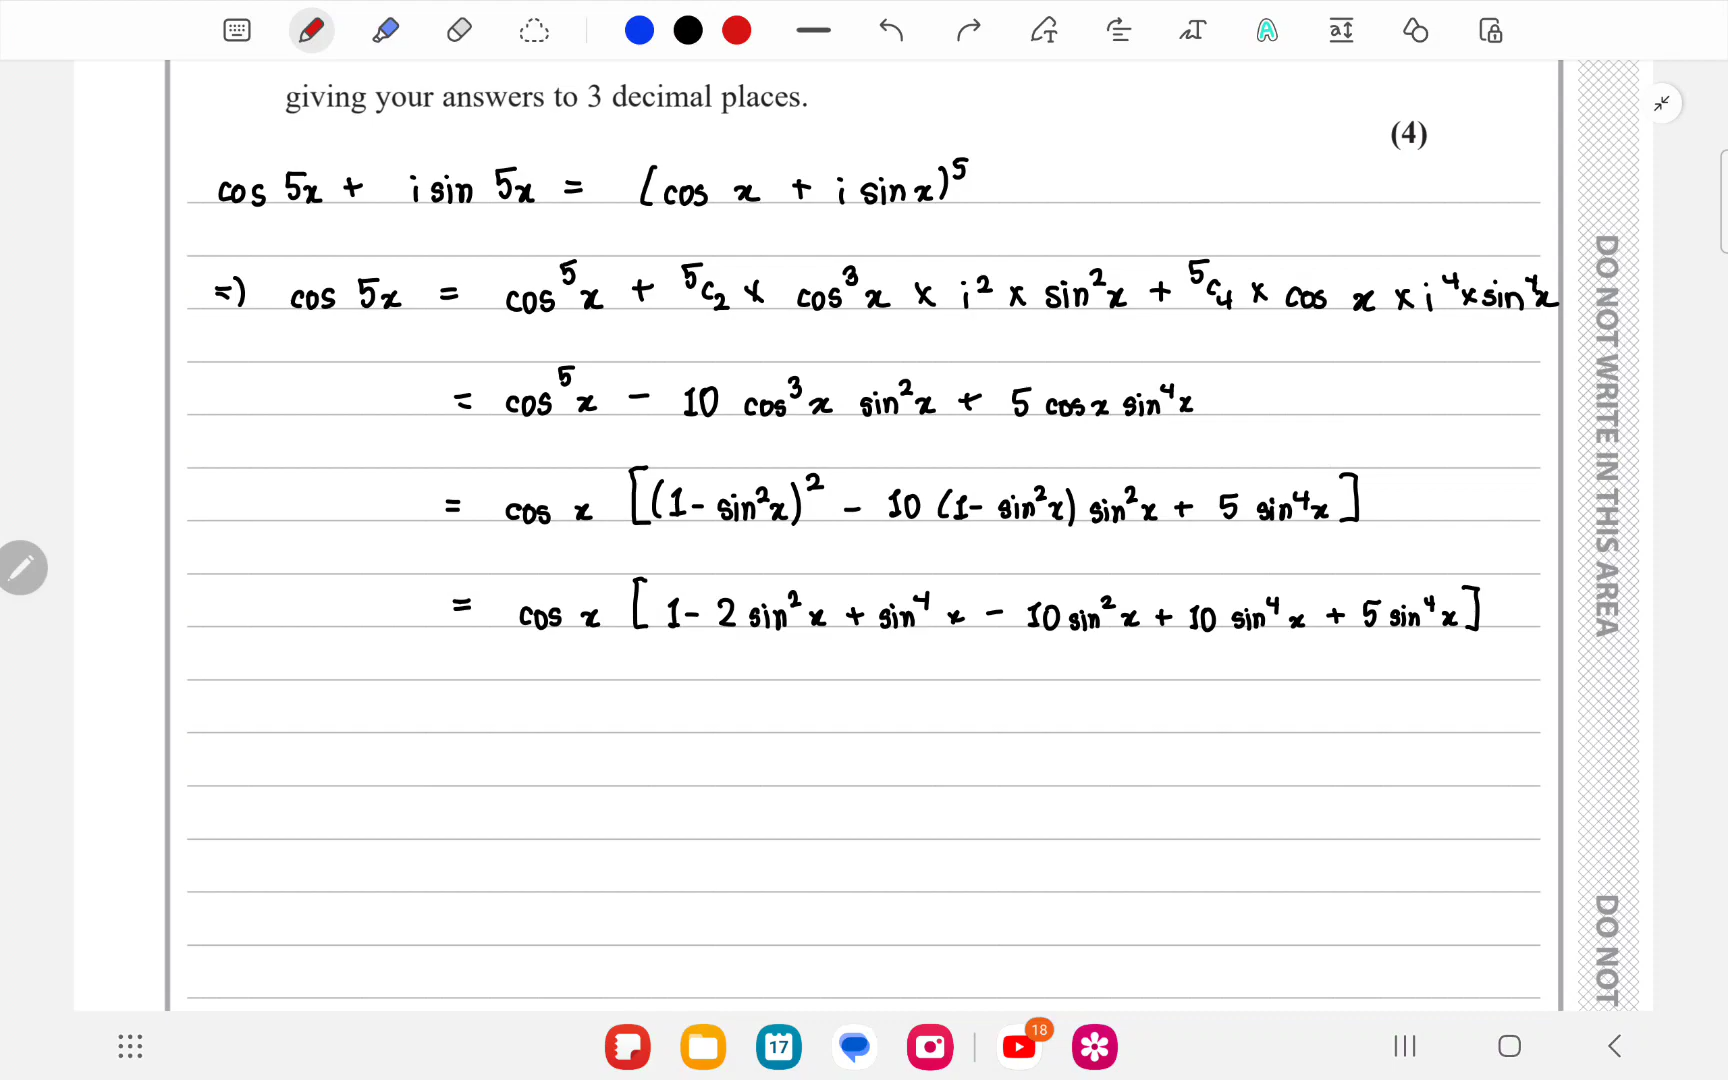 giving your answers to 3 decimal places.
(4)
cos 5x + i sin 5x = (cos x + i sin x)⁵
=) cos 5x = cos⁵x + ⁵C₂ × cos³x × i² × sin²x + ⁵C₄ × cos x × i⁴ × sin⁴x
= cos⁵x - 10 cos³x sin²x + 5 cos x sin⁴x
= cos x [(1 - sin²x)² - 10 (1 - sin²x) sin²x + 5 sin⁴x]
= cos x [1 - 2 sin²x + sin⁴x - 10 sin²x + 10 sin⁴x + 5 sin⁴x]
DO NOT WRITE IN THIS AREA
DO NOT
17
18